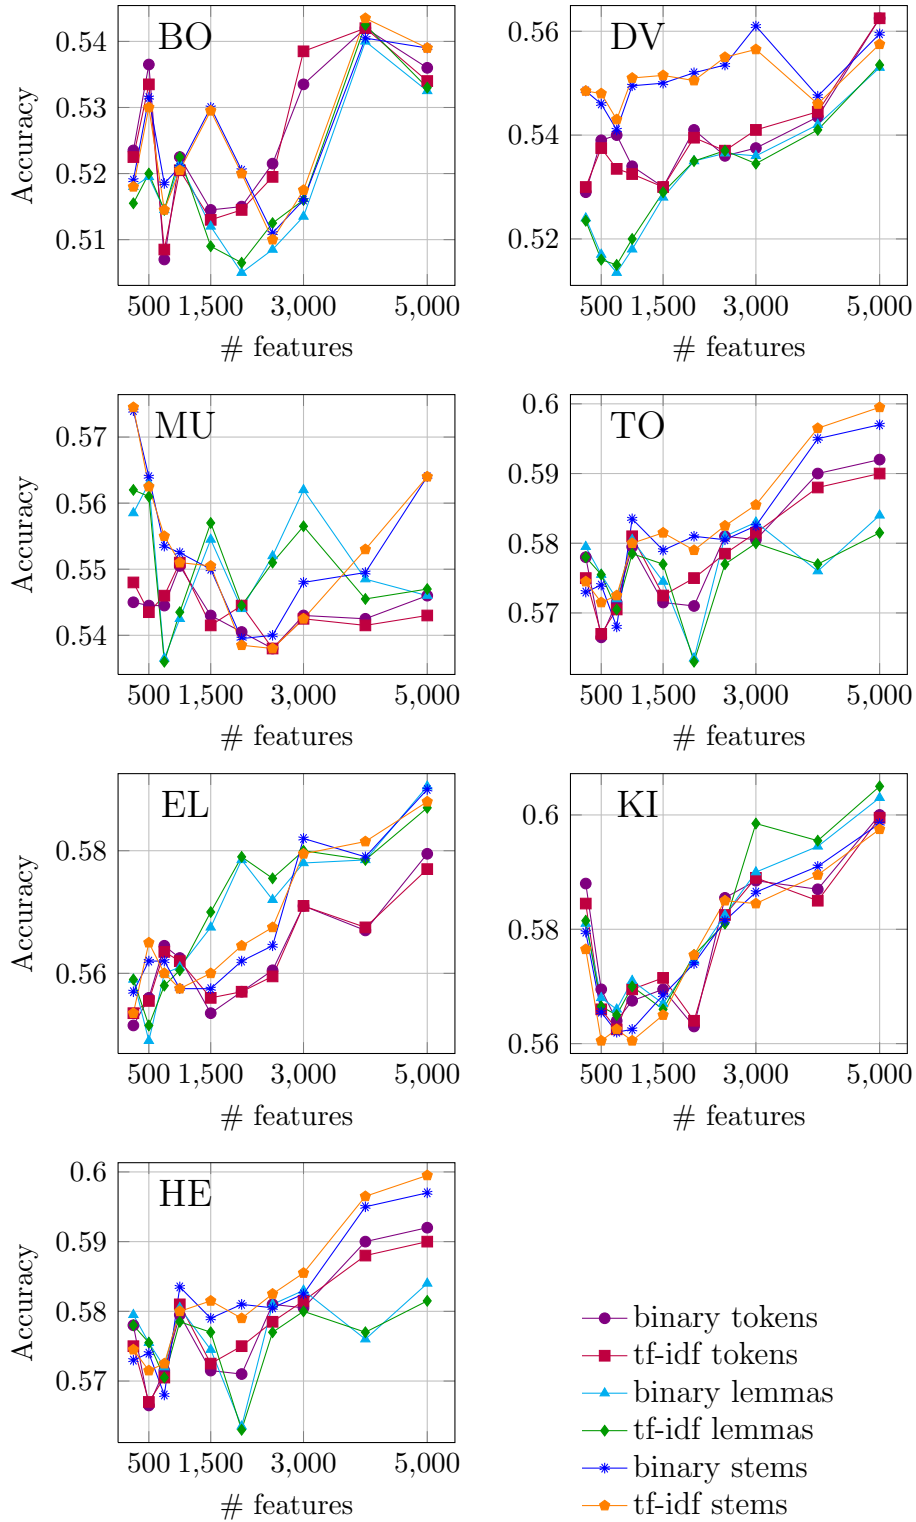 BO
0.54
0.53
0.52
0.51
Accuracy
500 1,500 3,000 5,000
# features
DV
0.56
0.54
0.52
500 1,500 3,000 5,000
# features
MU
0.57
0.56
0.55
0.54
Accuracy
500 1,500 3,000 5,000
# features
TO
0.6
0.59
0.58
0.57
500 1,500 3,000 5,000
# features
EL
0.58
0.56
Accuracy
500 1,500 3,000 5,000
# features
KI
0.6
0.58
0.56
500 1,500 3,000 5,000
# features
HE
0.6
0.59
0.58
0.57
Accuracy
500 1,500 3,000 5,000
# features
binary tokens
tf-idf tokens
binary lemmas
tf-idf lemmas
binary stems
tf-idf stems